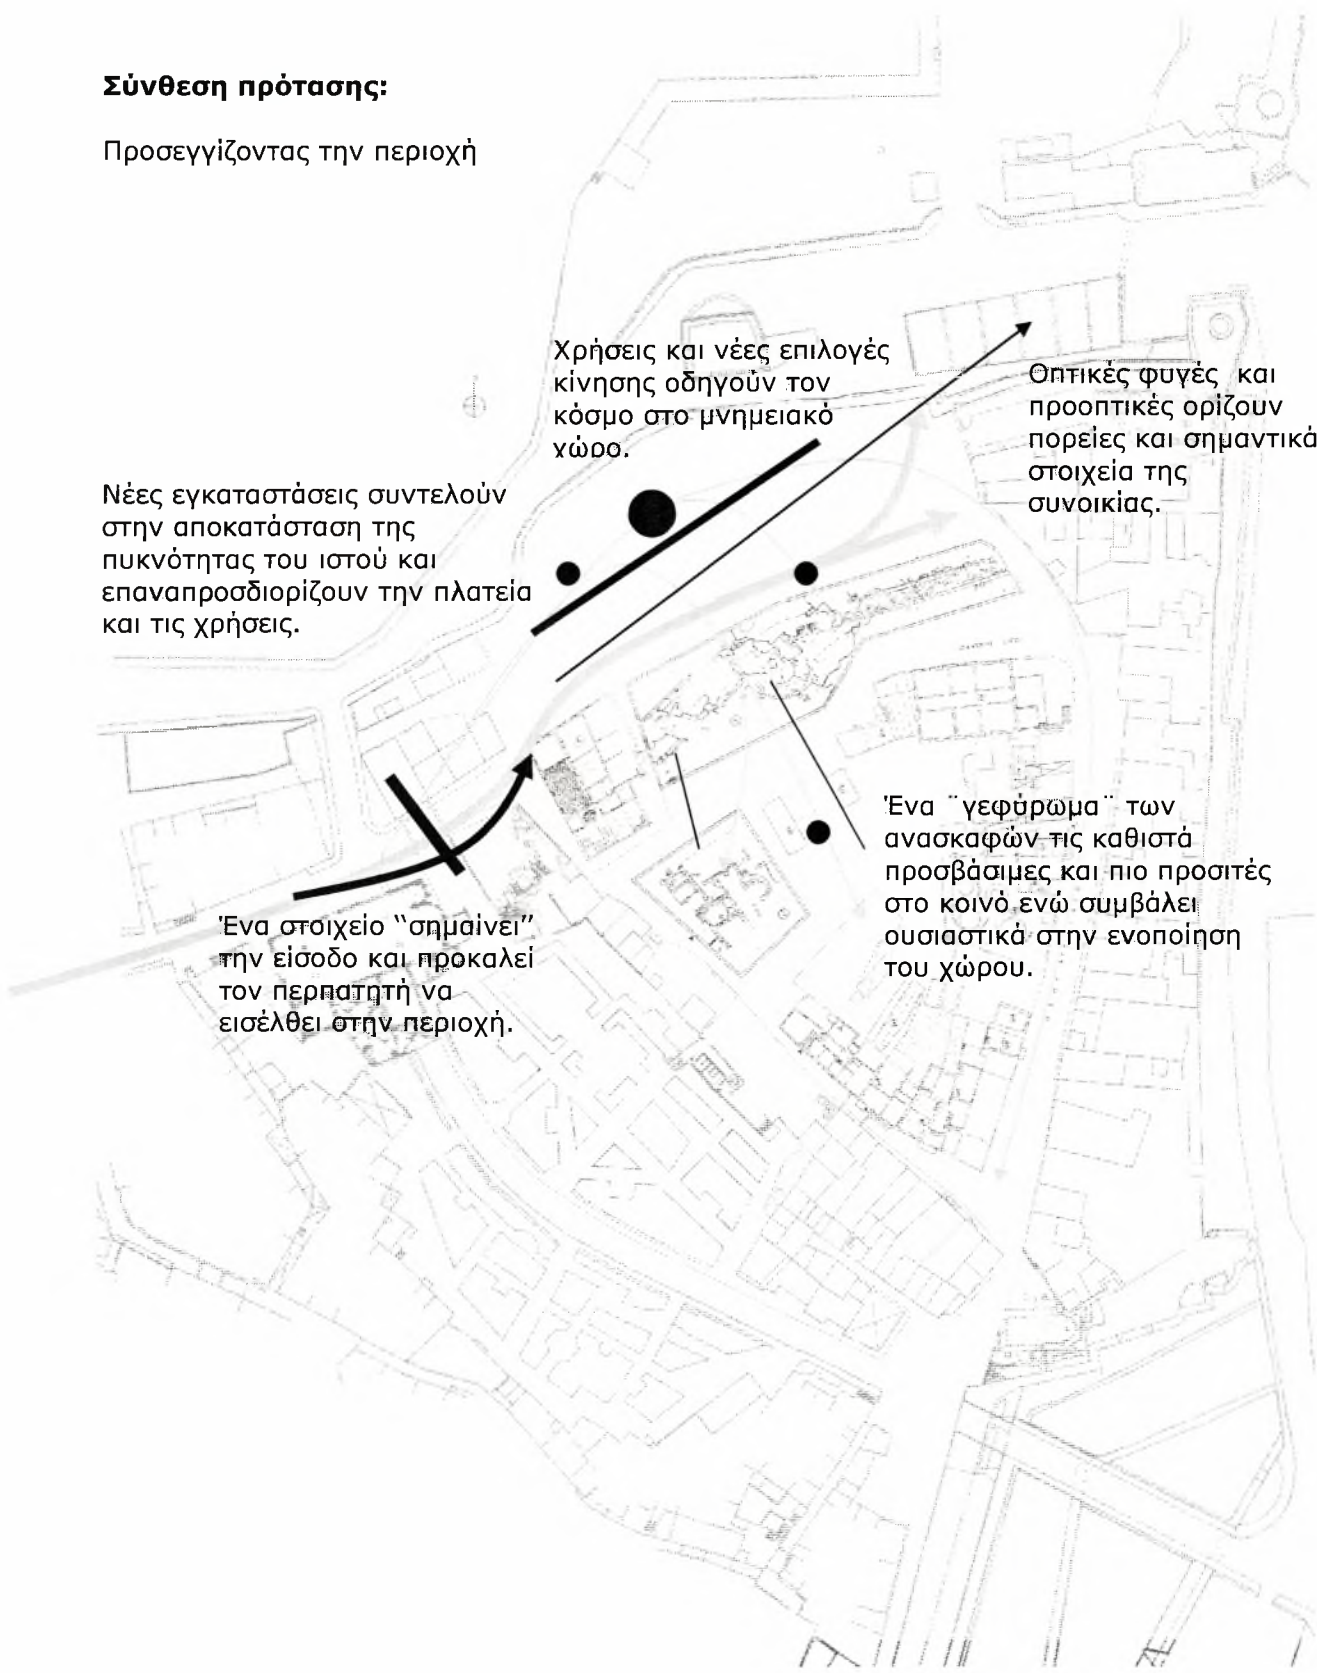 Σύνθεση πρότασης:
Προσεγγίζοντας την περιοχή
Χρήσεις και νέες επιλογές
κίνησης οδηγούν τον
κόσμο στο μνημειακό
χώρο.
Οπτικές φυγές και
προοπτικές ορίζουν
πορείες και σημαντικά
στοιχεία της
συνοικίας.
Νέες εγκαταστάσεις συντελούν
στην αποκατάσταση της
πυκνότητας του ιστού και
επαναπροσδιορίζουν την πλατεία
και τις χρήσεις.
Ένα ¨γεφύρωμα¨ των
ανασκαφών τις καθιστά
προσβάσιμες και πιο προσιτές
στο κοινό ενώ συμβάλει
ουσιαστικά στην ενοποίηση
του χώρου.
Ένα στοιχείο "σημαίνει"
την είσοδο και προκαλεί
τον περπατητή να
εισέλθει στην περιοχή.